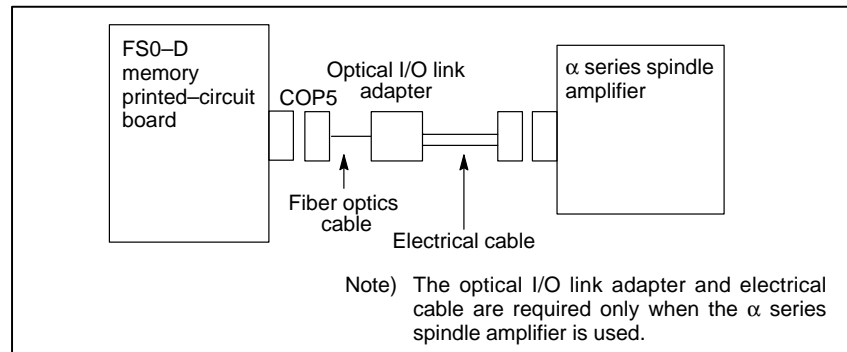 FS0–D
memory
printed–circuit
board
COP5
Optical I/O link
adapter
α series spindle
amplifier
Fiber optics
cable
Electrical cable
Note) The optical I/O link adapter and electrical
cable are required only when the α series
spindle amplifier is used.